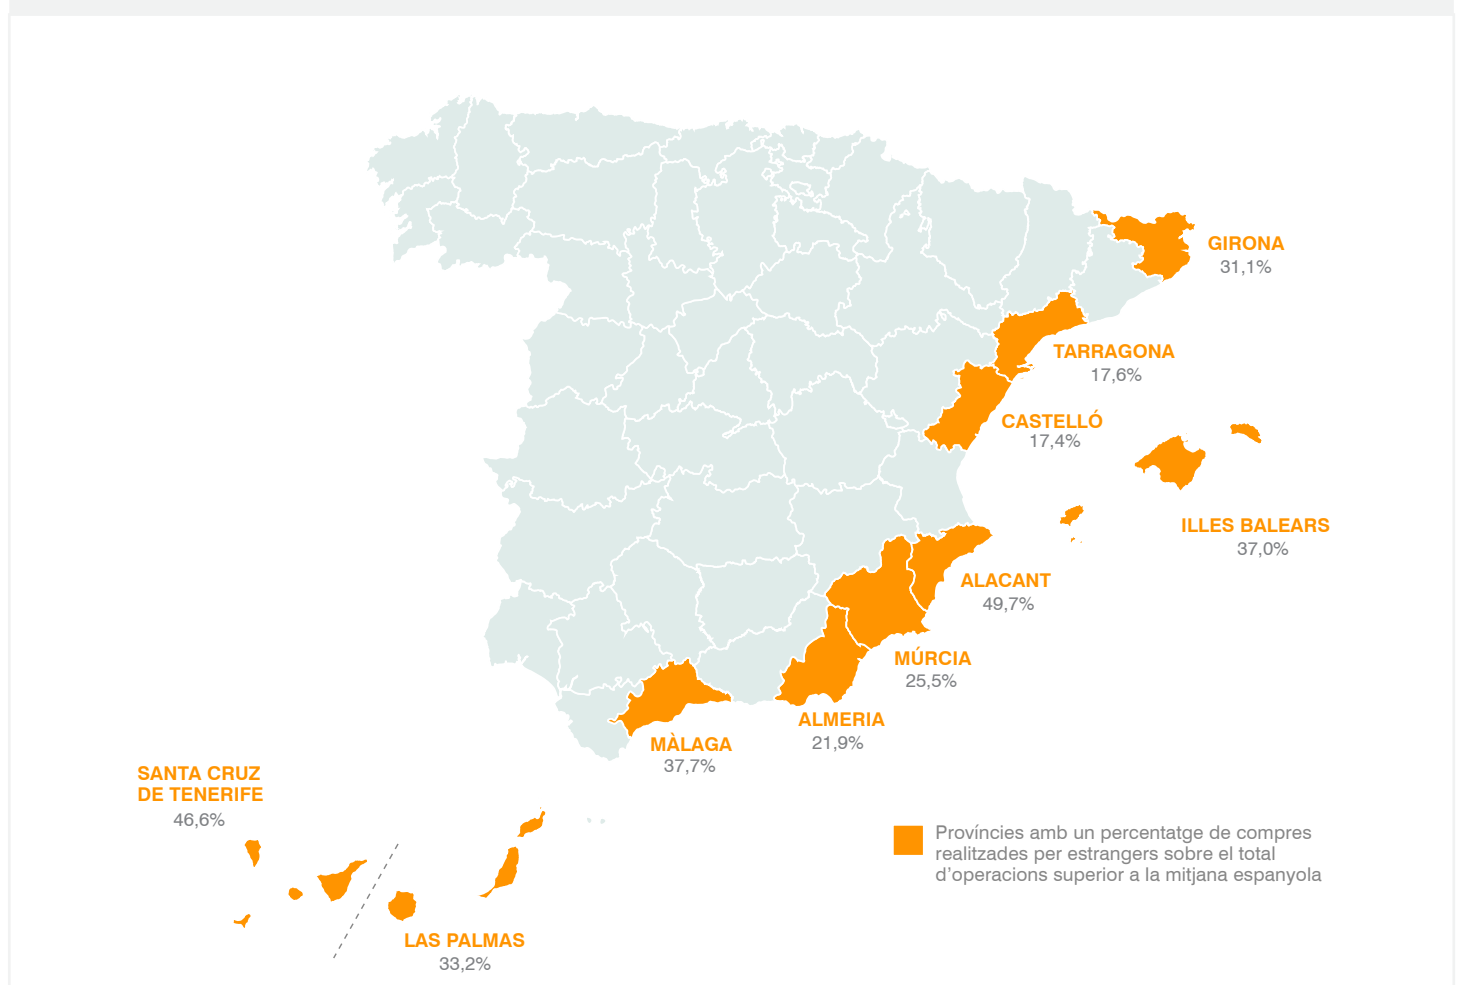 GIRONA
31,1%
TARRAGONA
17,6%
CASTELLÓ
17,4%
ILLES BALEARS
37,0%
ALACANT
49,7%
MÚRCIA
25,5%
ALMERIA
21,9%
MÀLAGA
37,7%
SANTA CRUZ
DE TENERIFE
46,6%
LAS PALMAS
33,2%
Províncies amb un percentatge de compres
realitzades per estrangers sobre el total
d’operacions superior a la mitjana espanyola